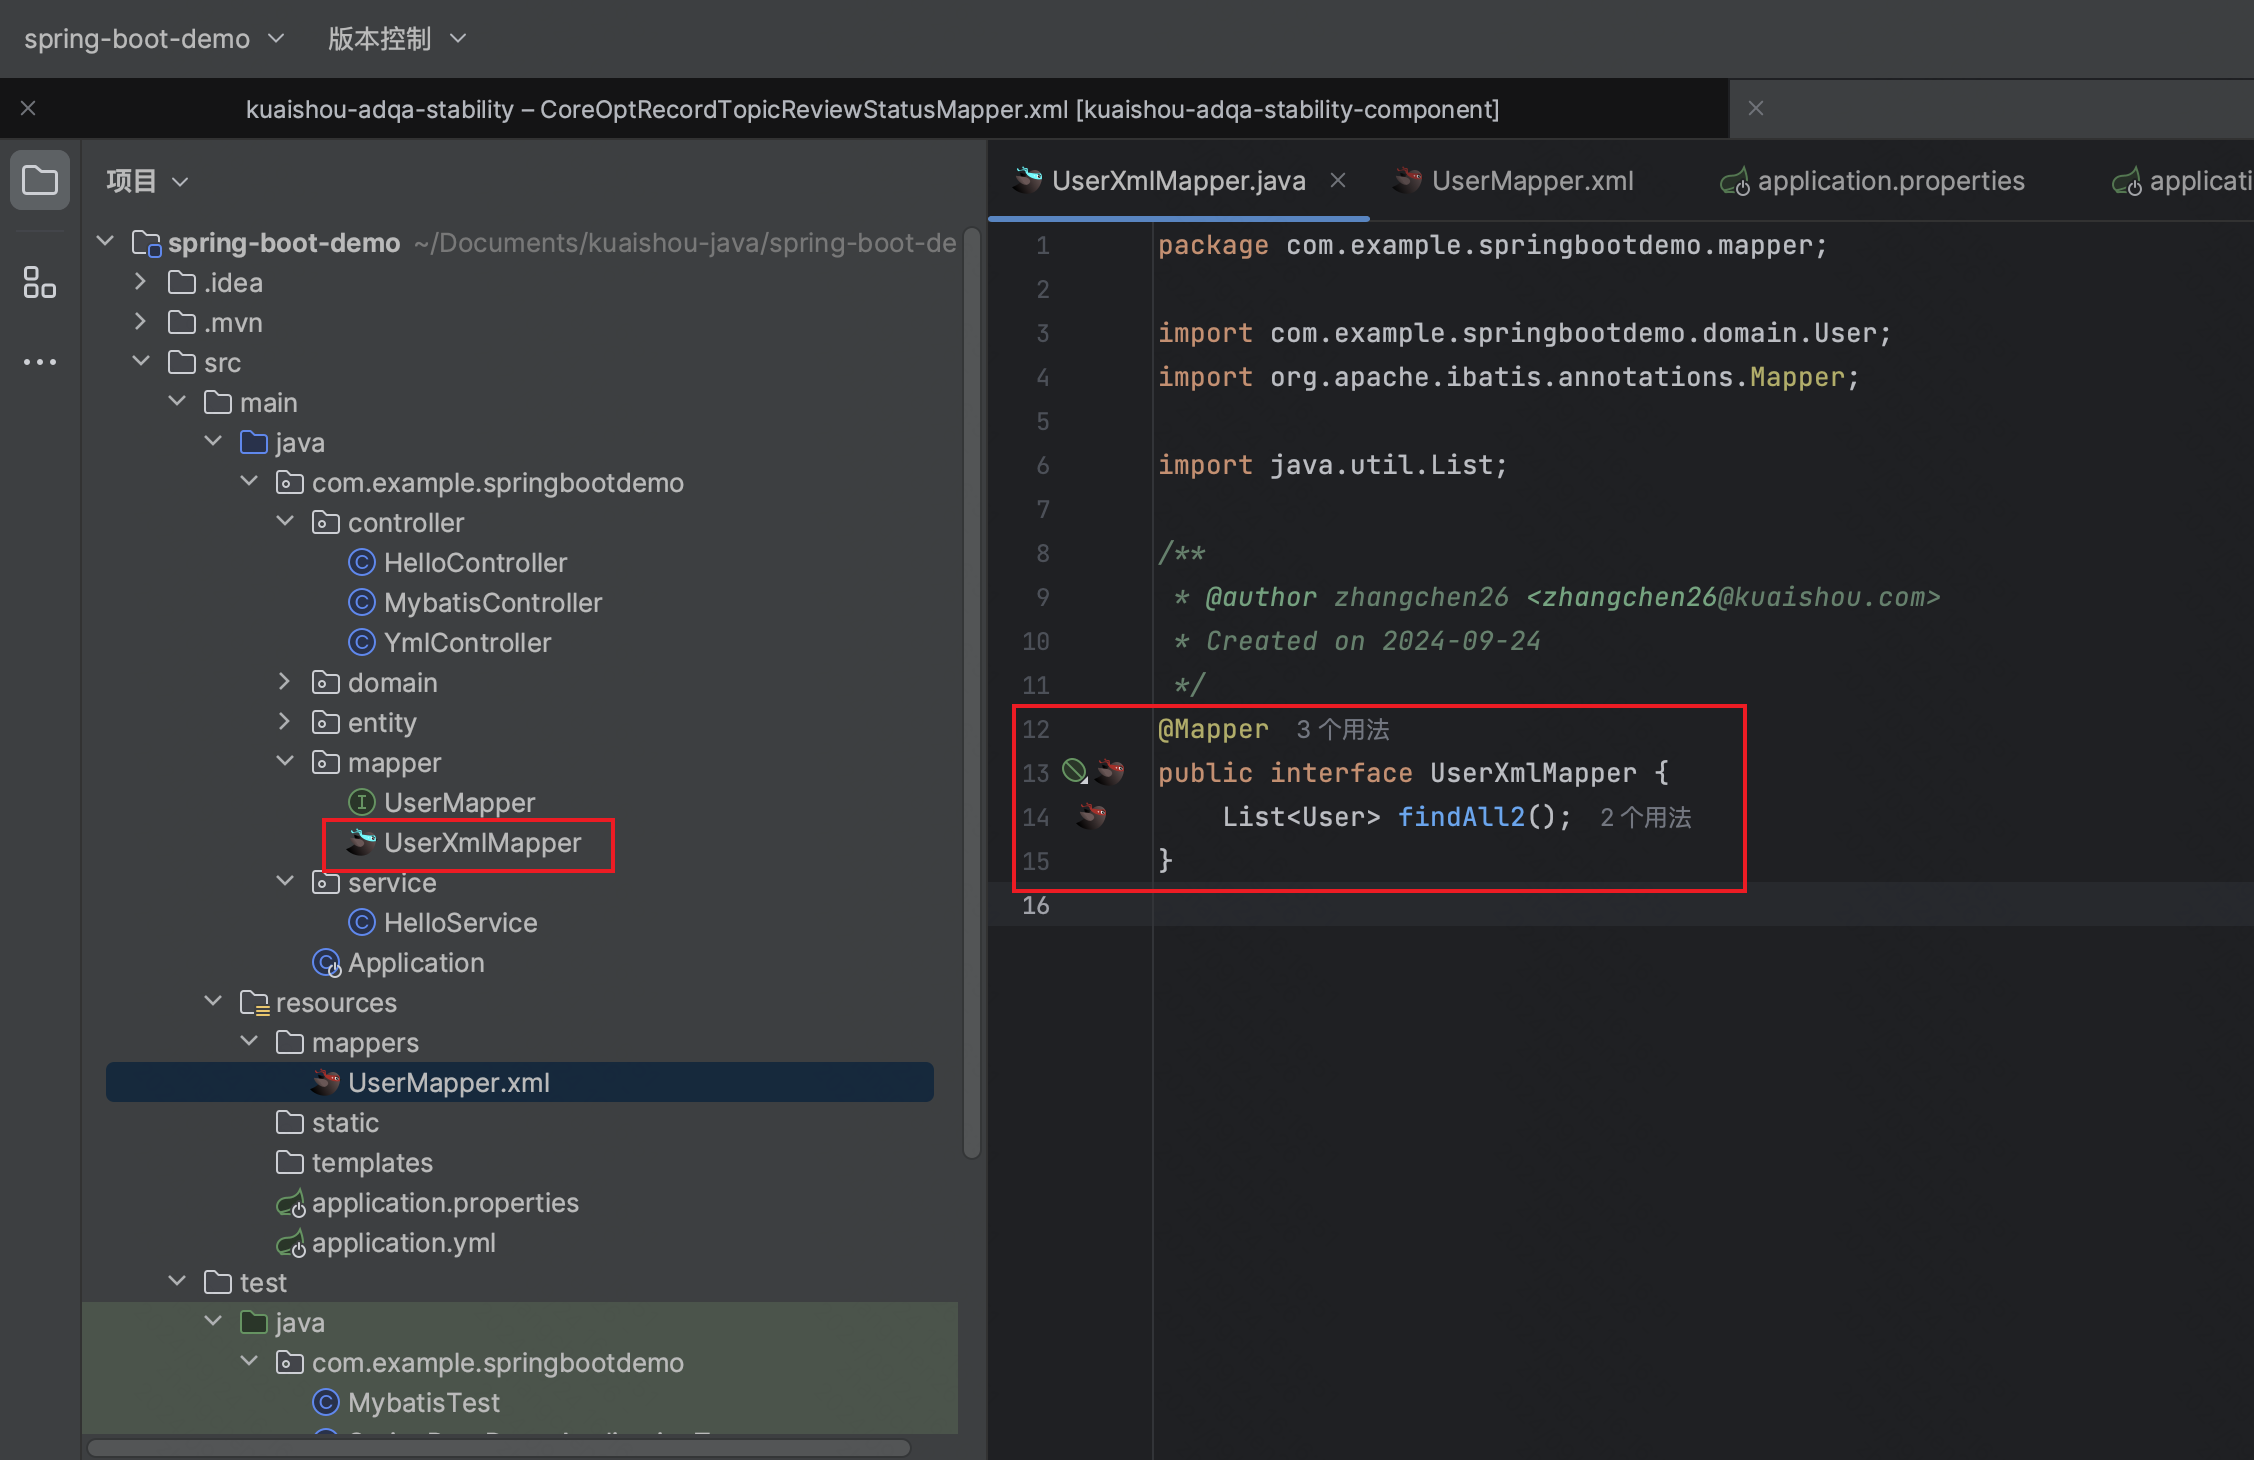 spring-boot-demo 版本控制
kuaishou-adqa-stability – CoreOptRecordTopicReviewStatusMapper.xml [kuaishou-adqa-stability-component]
项目
spring-boot-demo ~/Documents/kuaishou-java/spring-boot-de
.idea
.mvn
src
main
java
com.example.springbootdemo
controller
HelloController
MybatisController
YmlController
domain
entity
mapper
UserMapper
UserXmlMapper
service
HelloService
Application
resources
mappers
UserMapper.xml
static
templates
application.properties
application.yml
test
java
com.example.springbootdemo
MybatisTest
UserXmlMapper.java UserMapper.xml application.properties applicati
1 package com.example.springbootdemo.mapper;
2
3 import com.example.springbootdemo.domain.User;
4 import org.apache.ibatis.annotations.Mapper;
5
6 import java.util.List;
7
8 /**
9 * @author zhangchen26 <zhangchen26@kuaishou.com>
10 * Created on 2024-09-24
11 */
12 @Mapper 3 个用法
13 public interface UserXmlMapper {
14 List<User> findAll2(); 2 个用法
15 }
16